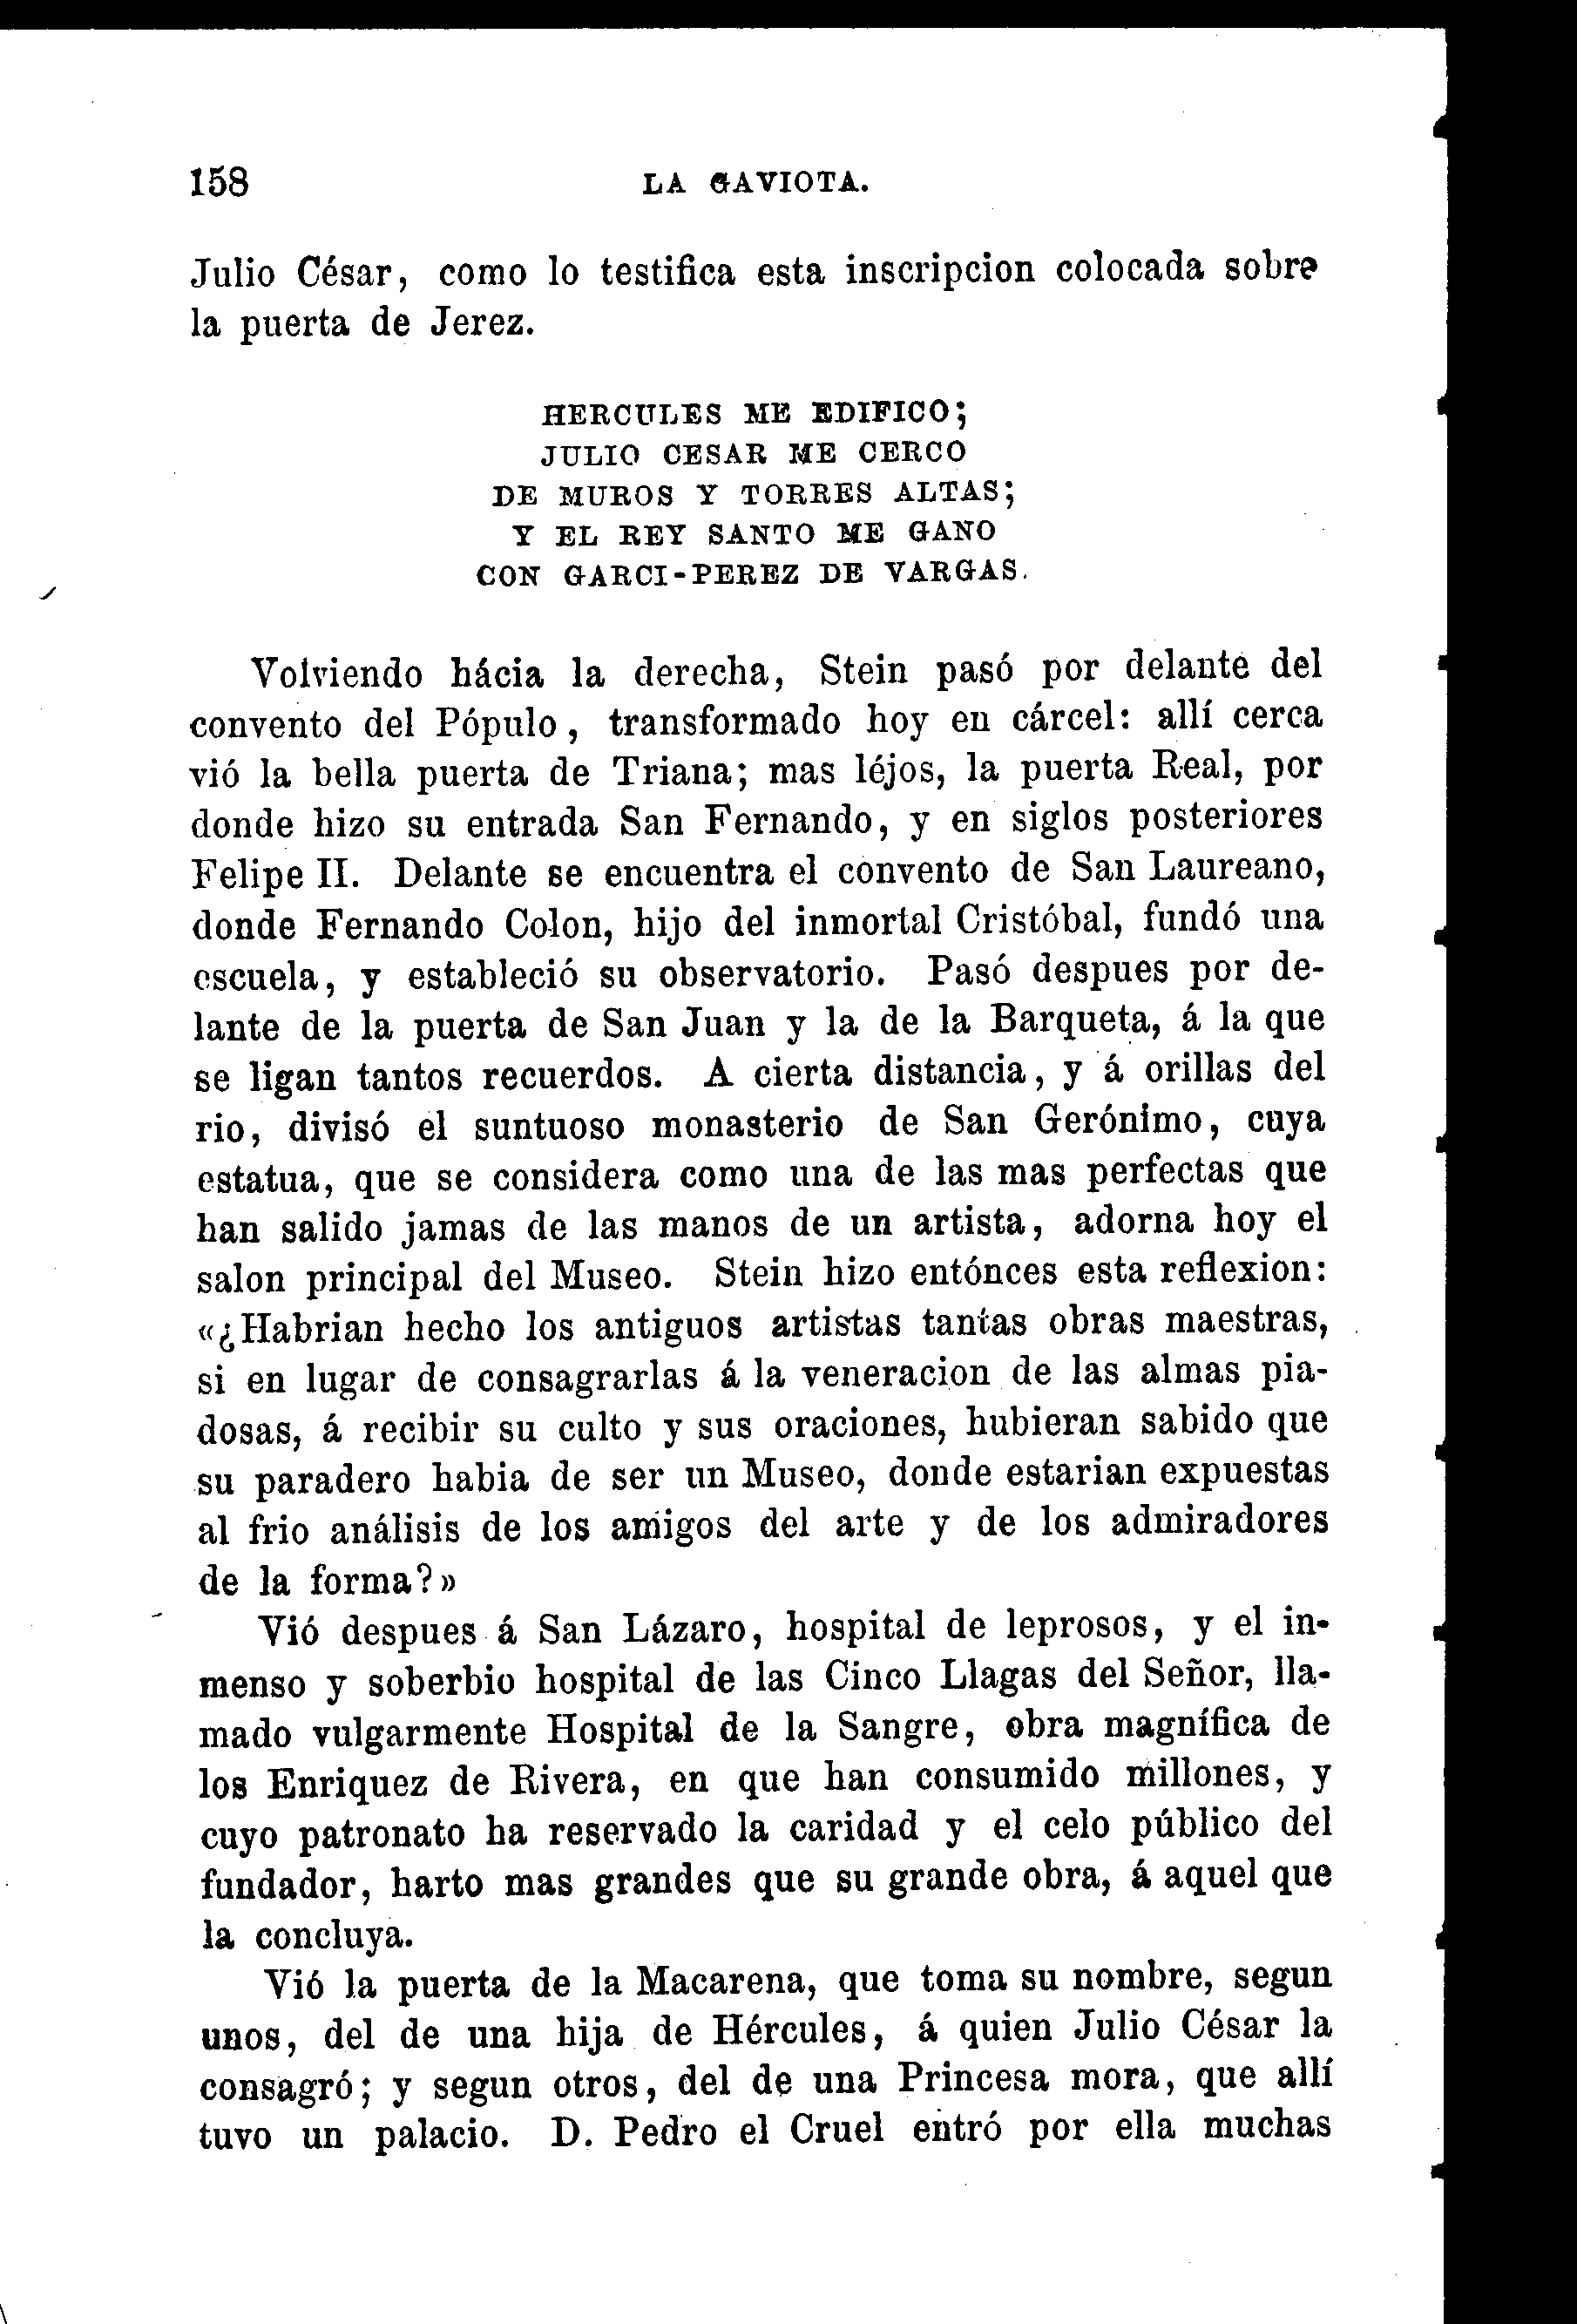 158 LA GAVIOTA.
Julio César, como lo testifica esta inscripcion colocada sobre
la puerta de Jerez.
HERCULES ME EDIFICO;
JULIO CESAR ME CERCO
DE MUROS Y TORRES ALTAS;
Y EL REY SANTO ME GANO
CON GARCI-PEREZ DE VARGAS.
Volviendo hácia la derecha, Stein pasó por delante del
convento del Pópulo, transformado hoy en cárcel: allí cerca
vió la bella puerta de Triana; mas léjos, la puerta Real, por
donde hizo su entrada San Fernando, y en siglos posteriores
Felipe II. Delante se encuentra el convento de San Laureano,
donde Fernando Colon, hijo del inmortal Cristóbal, fundó una
escuela, y estableció su observatorio. Pasó despues por de-
lante de la puerta de San Juan y la de la Barqueta, á la que
se ligan tantos recuerdos. A cierta distancia, y á orillas del
rio, divisó el suntuoso monasterio de San Gerónimo, cuya
estatua, que se considera como una de las mas perfectas que
han salido jamas de las manos de un artista, adorna hoy el
salon principal del Museo. Stein hizo entónces esta reflexion:
«¿Habrian hecho los antiguos artistas tantas obras maestras,
si en lugar de consagrarlas á la veneracion de las almas pia-
dosas, á recibir su culto y sus oraciones, hubieran sabido que
su paradero habia de ser un Museo, donde estarian expuestas
al frio análisis de los amigos del arte y de los admiradores
de la forma?»
Vió despues á San Lázaro, hospital de leprosos, y el in-
menso y soberbio hospital de las Cinco Llagas del Señor, lla-
mado vulgarmente Hospital de la Sangre, obra magnífica de
los Enriquez de Rivera, en que han consumido millones, y
cuyo patronato ha reservado la caridad y el celo público del
fundador, harto mas grandes que su grande obra, á aquel que
la concluya.
Vió la puerta de la Macarena, que toma su nombre, segun
unos, del de una hija de Hércules, á quien Julio César la
consagró; y segun otros, del de una Princesa mora, que allí
tuvo un palacio. D. Pedro el Cruel entró por ella muchas